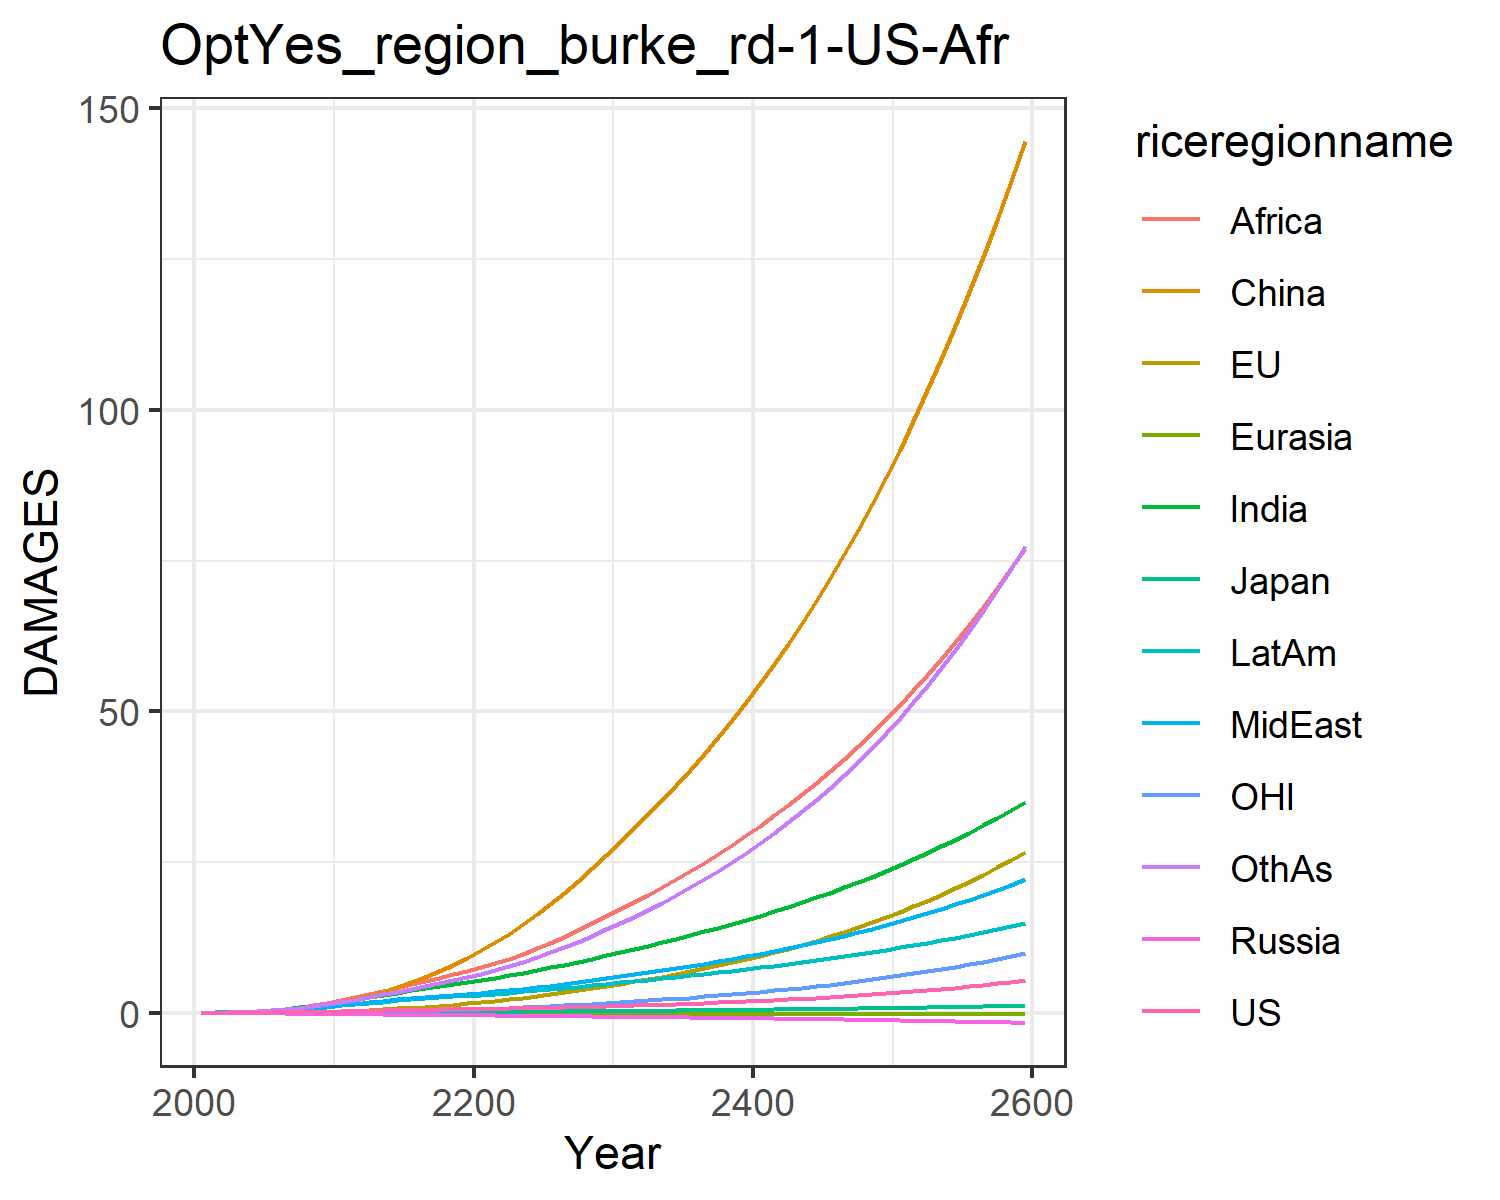 OptYes_region_burke_rd-1-US-Afr
150
100
50
0
DAMAGES
2000
2200
2400
2600
Year
riceregionname
Africa
China
EU
Eurasia
India
Japan
LatAm
MidEast
OHI
OthAs
Russia
US